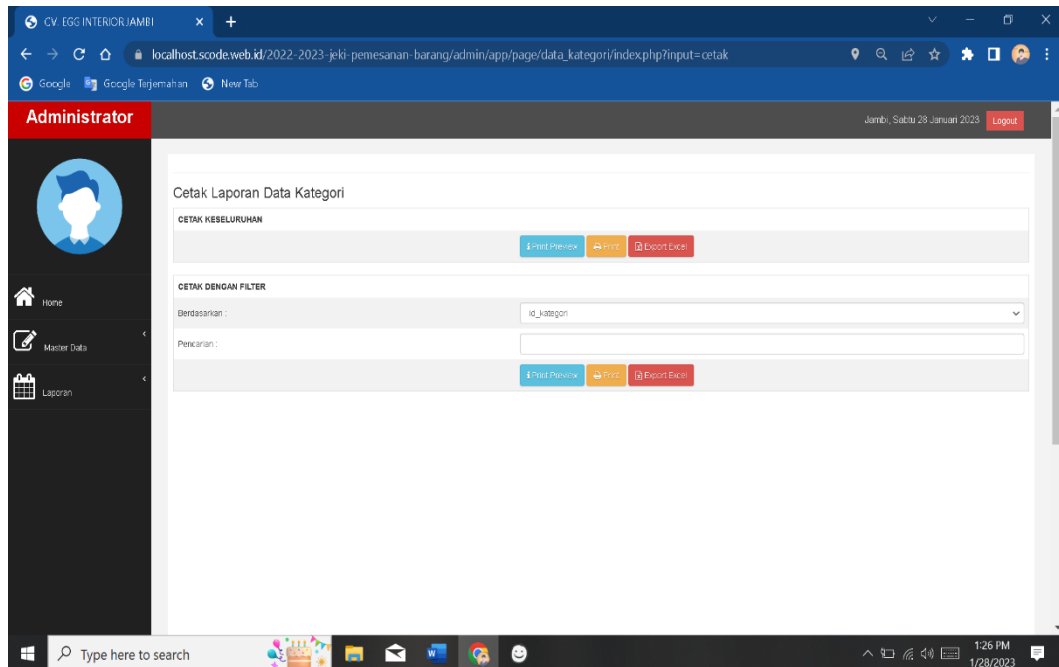 CV. EGG INTERIOR JAMBI
localhost.scode.web.id/2022-2023-jeki-pemesanan-barang/admin/app/page/data_kategori/index.php?input=cetak
Google Google Terjemahan New Tab
Administrator
Jambi, Sabtu 28 Januari 2023 Logout
Cetak Laporan Data Kategori
CETAK KESELURUHAN
Print Preview Print Export Excel
Home
CETAK DENGAN FILTER
Berdasarkan : id_kategori
Master Data
Pencarian :
Print Preview Print Export Excel
Laporan
Type here to search
1:26 PM
1/28/2023